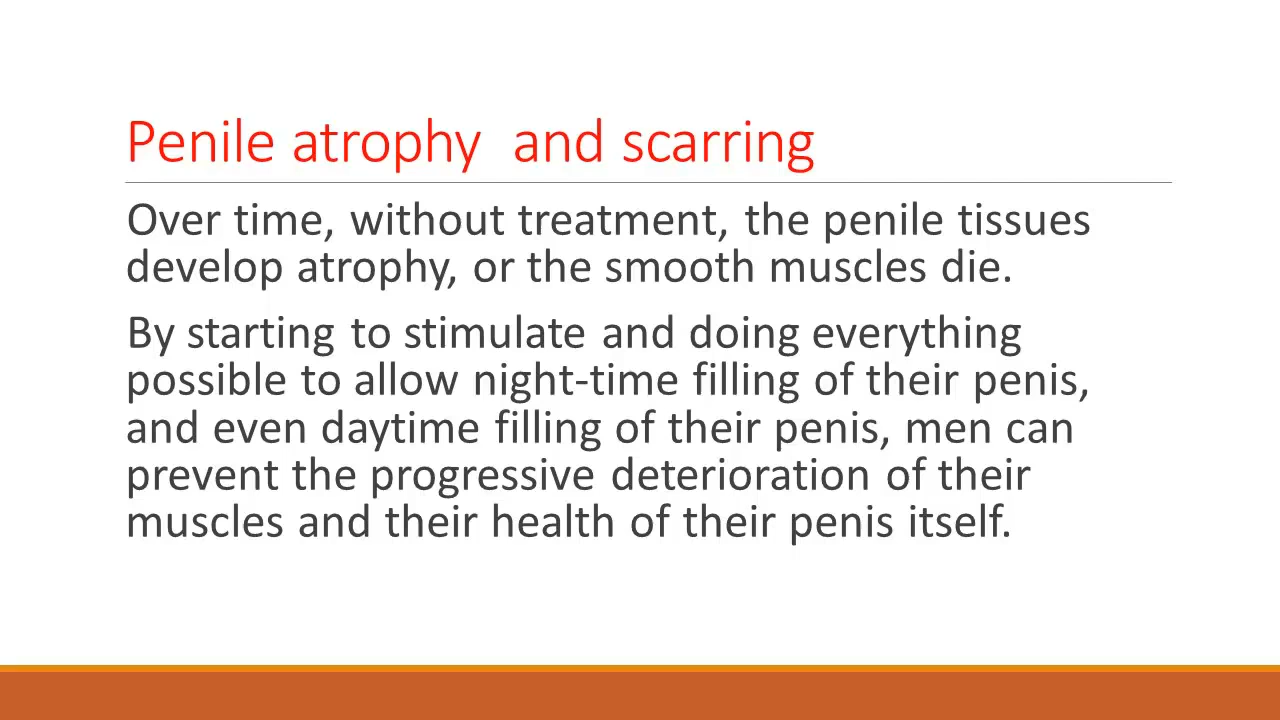 Penile atrophy  and scarring
Over time, without treatment, the penile tissues
develop atrophy, or the smooth muscles die.
By starting to stimulate and doing everything
possible to allow night-time filling of their penis,
and even daytime filling of their penis, men can
prevent the progressive deterioration of their
muscles and their health of their penis itself.